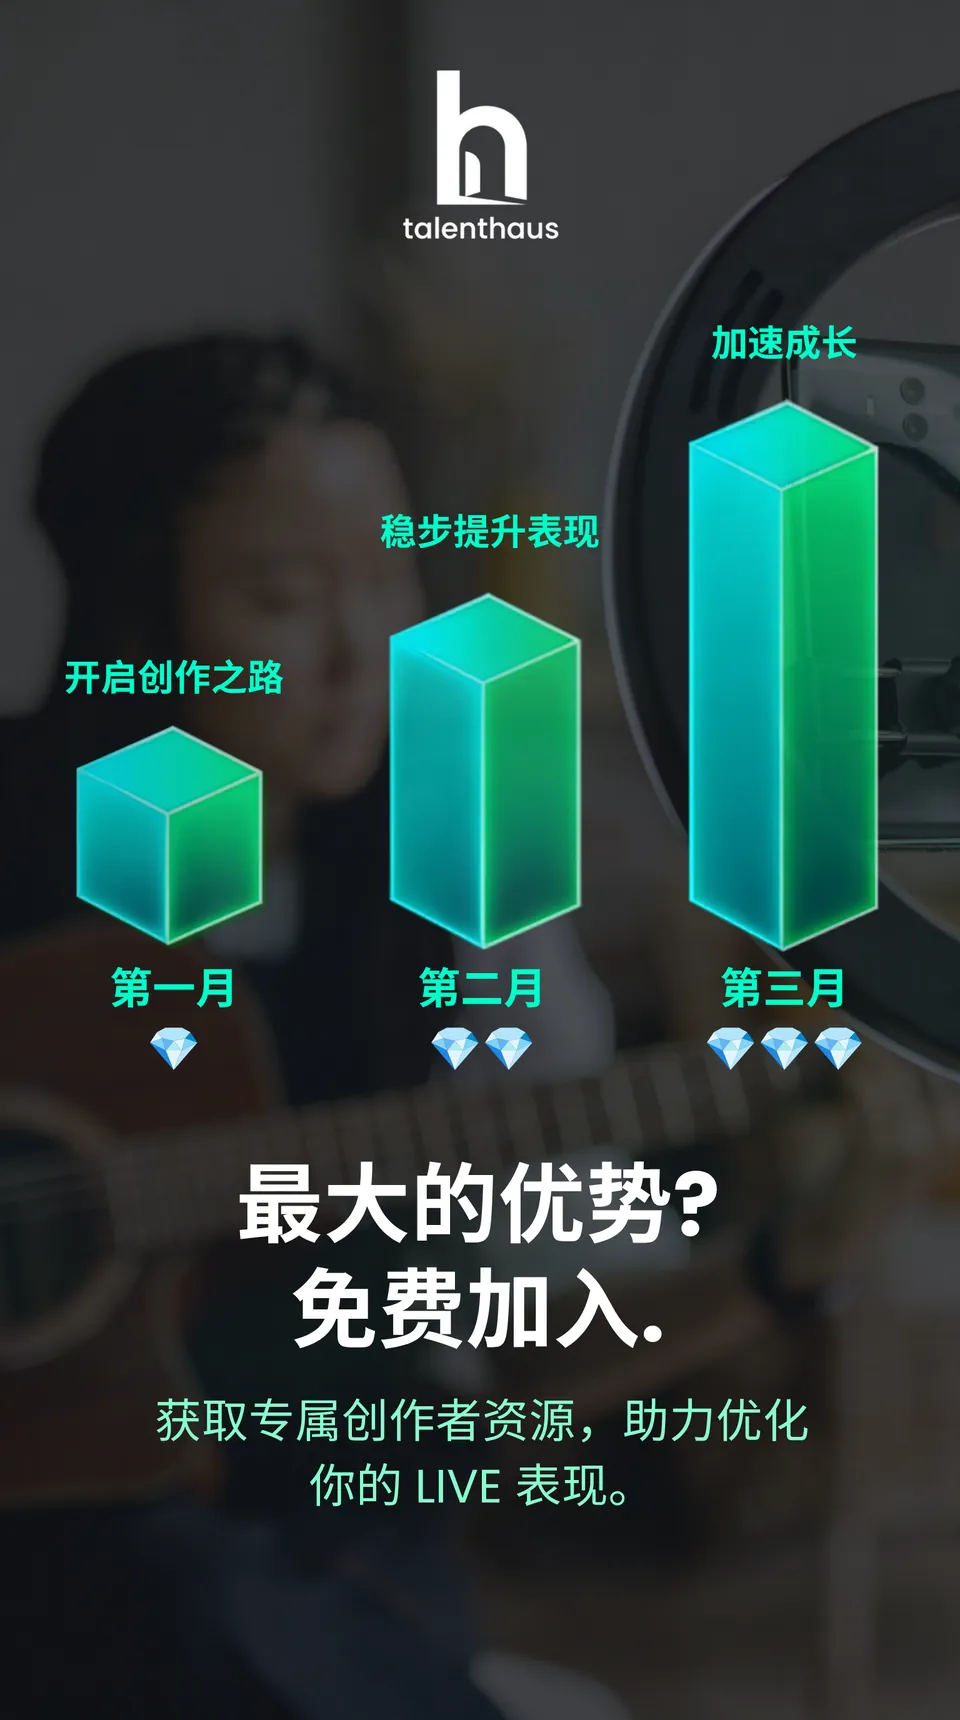 talenthaus
加速成长
稳步提升表现
开启创作之路
第一月
第二月
第三月
最大的优势?
免费加入.
获取专属创作者资源，助力优化
你的 LIVE 表现。